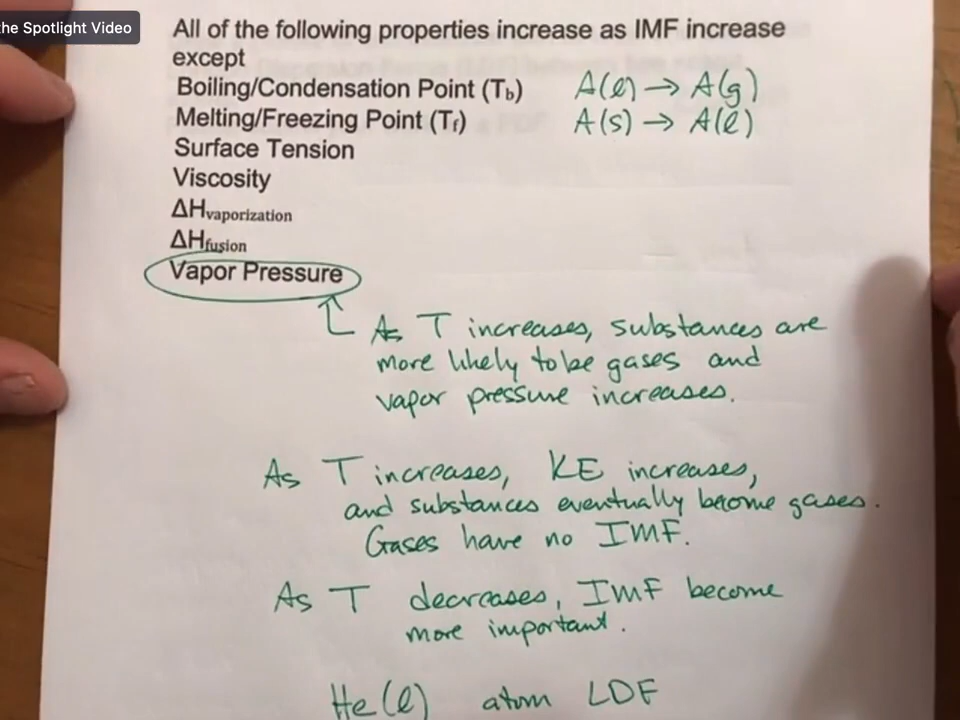 the Spotlight Video
All of the following properties increase as IMF increase
except
Boiling/Condensation Point (Tb) A(l) → A(g)
Melting/Freezing Point (Tf) A(s) → A(l)
Surface Tension
Viscosity
ΔHvaporization
ΔHfusion
Vapor Pressure
As T increases, substances are
more likely to be gases and
vapor pressure increases.
As T increases, KE increases,
and substances eventually become gases.
Gases have no IMF.
As T decreases, IMF become
more important.
He(l) atom LDF